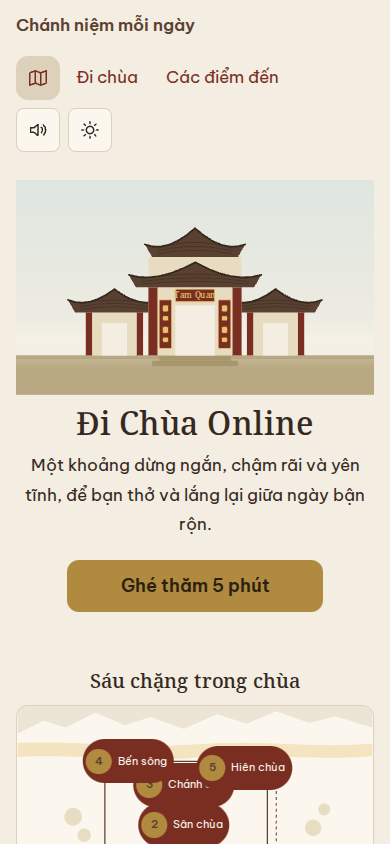 Chánh niệm mỗi ngày
Đi chùa
Các điểm đến
Tam Quan
Đi Chùa Online
Một khoảng dừng ngắn, chậm rãi và yên
tĩnh, để bạn thở và lắng lại giữa ngày bận
rộn.
Ghé thăm 5 phút
Sáu chặng trong chùa
4 Bến sông
5 Hiên chùa
3 Chánh
2 Sân chùa